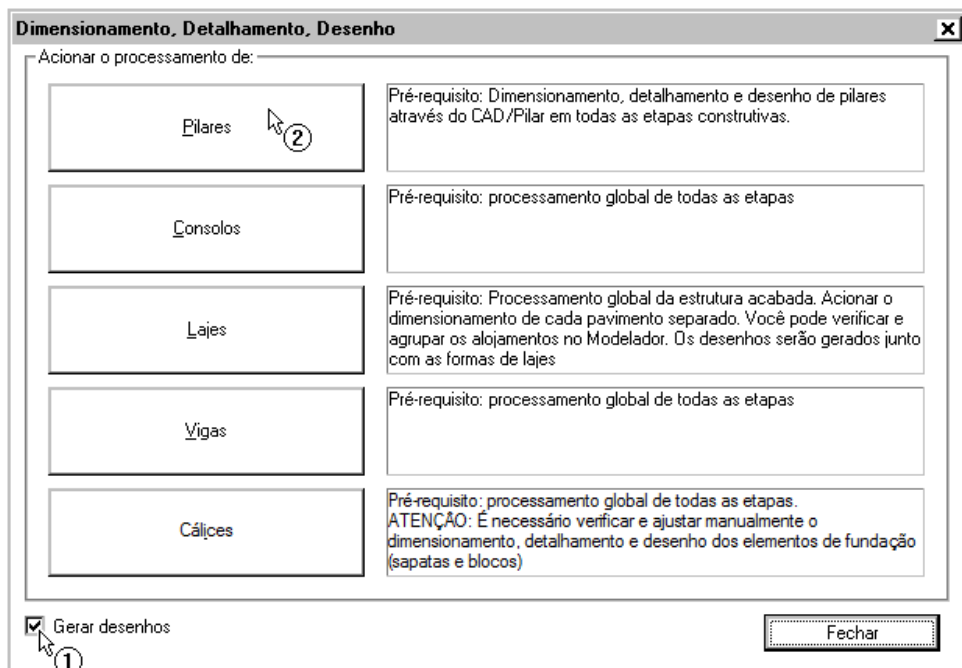 Dimensionamento, Detalhamento, Desenho
Acionar o processamento de:
Pilares
2
Pré-requisito: Dimensionamento, detalhamento e desenho de pilares
através do CAD/Pilar em todas as etapas construtivas.
Consolos
Pré-requisito: processamento global de todas as etapas
Lajes
Pré-requisito: Processamento global da estrutura acabada. Acionar o
dimensionamento de cada pavimento separado. Você pode verificar e
agrupar os alojamentos no Modelador. Os desenhos serão gerados junto
com as formas de lajes
Vigas
Pré-requisito: processamento global de todas as etapas
Cálices
Pré-requisito: processamento global de todas as etapas.
ATENÇÃO: É necessário verificar e ajustar manualmente o
dimensionamento, detalhamento e desenho dos elementos de fundação
(sapatas e blocos)
Gerar desenhos
1
Fechar